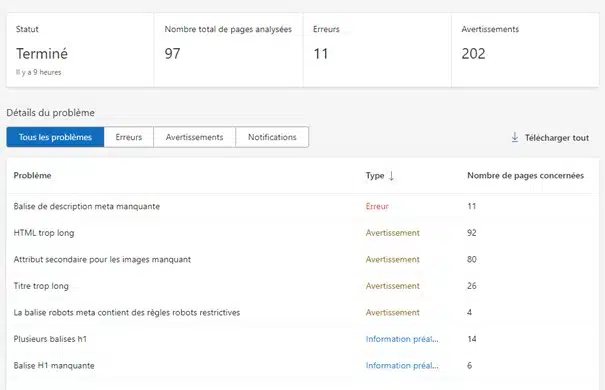 Statut
Nombre total de pages analysées
Erreurs
Avertissements
Terminé
97
11
202
Il y a 9 heures
Détails du problème
Tous les problèmes
Erreurs
Avertissements
Notifications
Télécharger tout
Problème
Type
Nombre de pages concernées
Balise de description meta manquante
Erreur
11
HTML trop long
Avertissement
92
Attribut secondaire pour les images manquant
Avertissement
80
Titre trop long
Avertissement
26
La balise robots meta contient des règles robots restrictives
Avertissement
4
Plusieurs balises h1
Information préal...
14
Balise H1 manquante
Information préal...
6